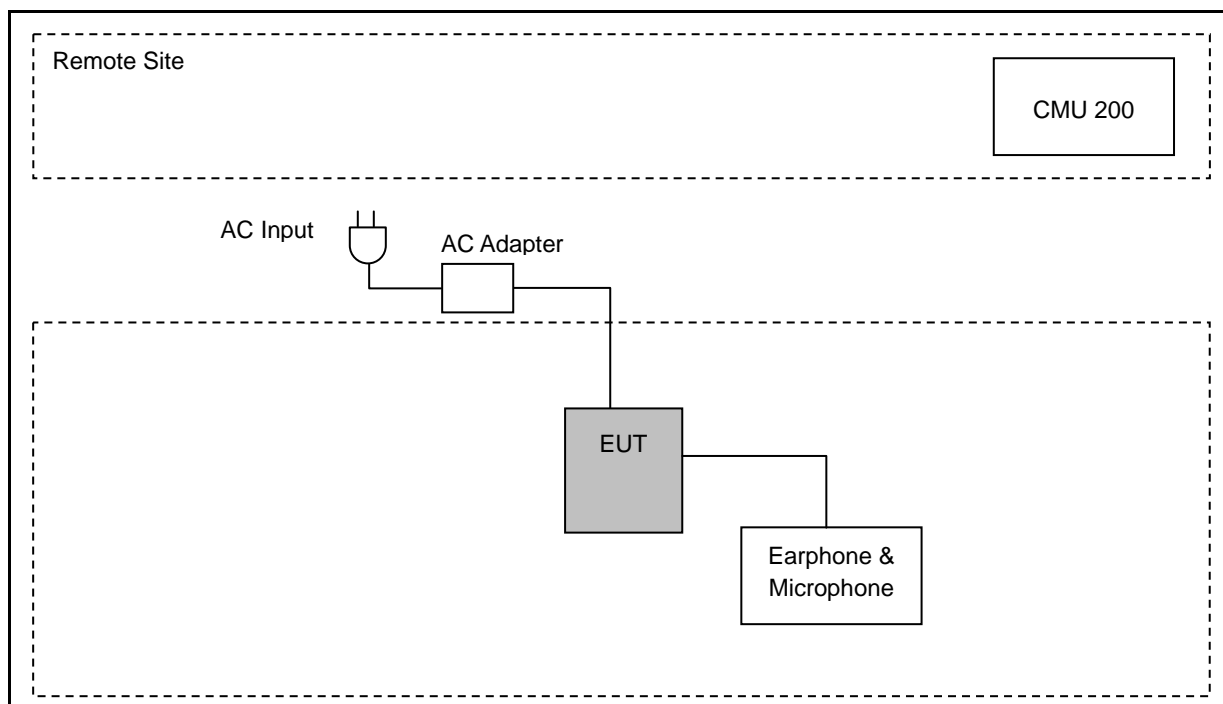 Remote Site
CMU 200
AC Input
AC Adapter
EUT
Earphone &
Microphone